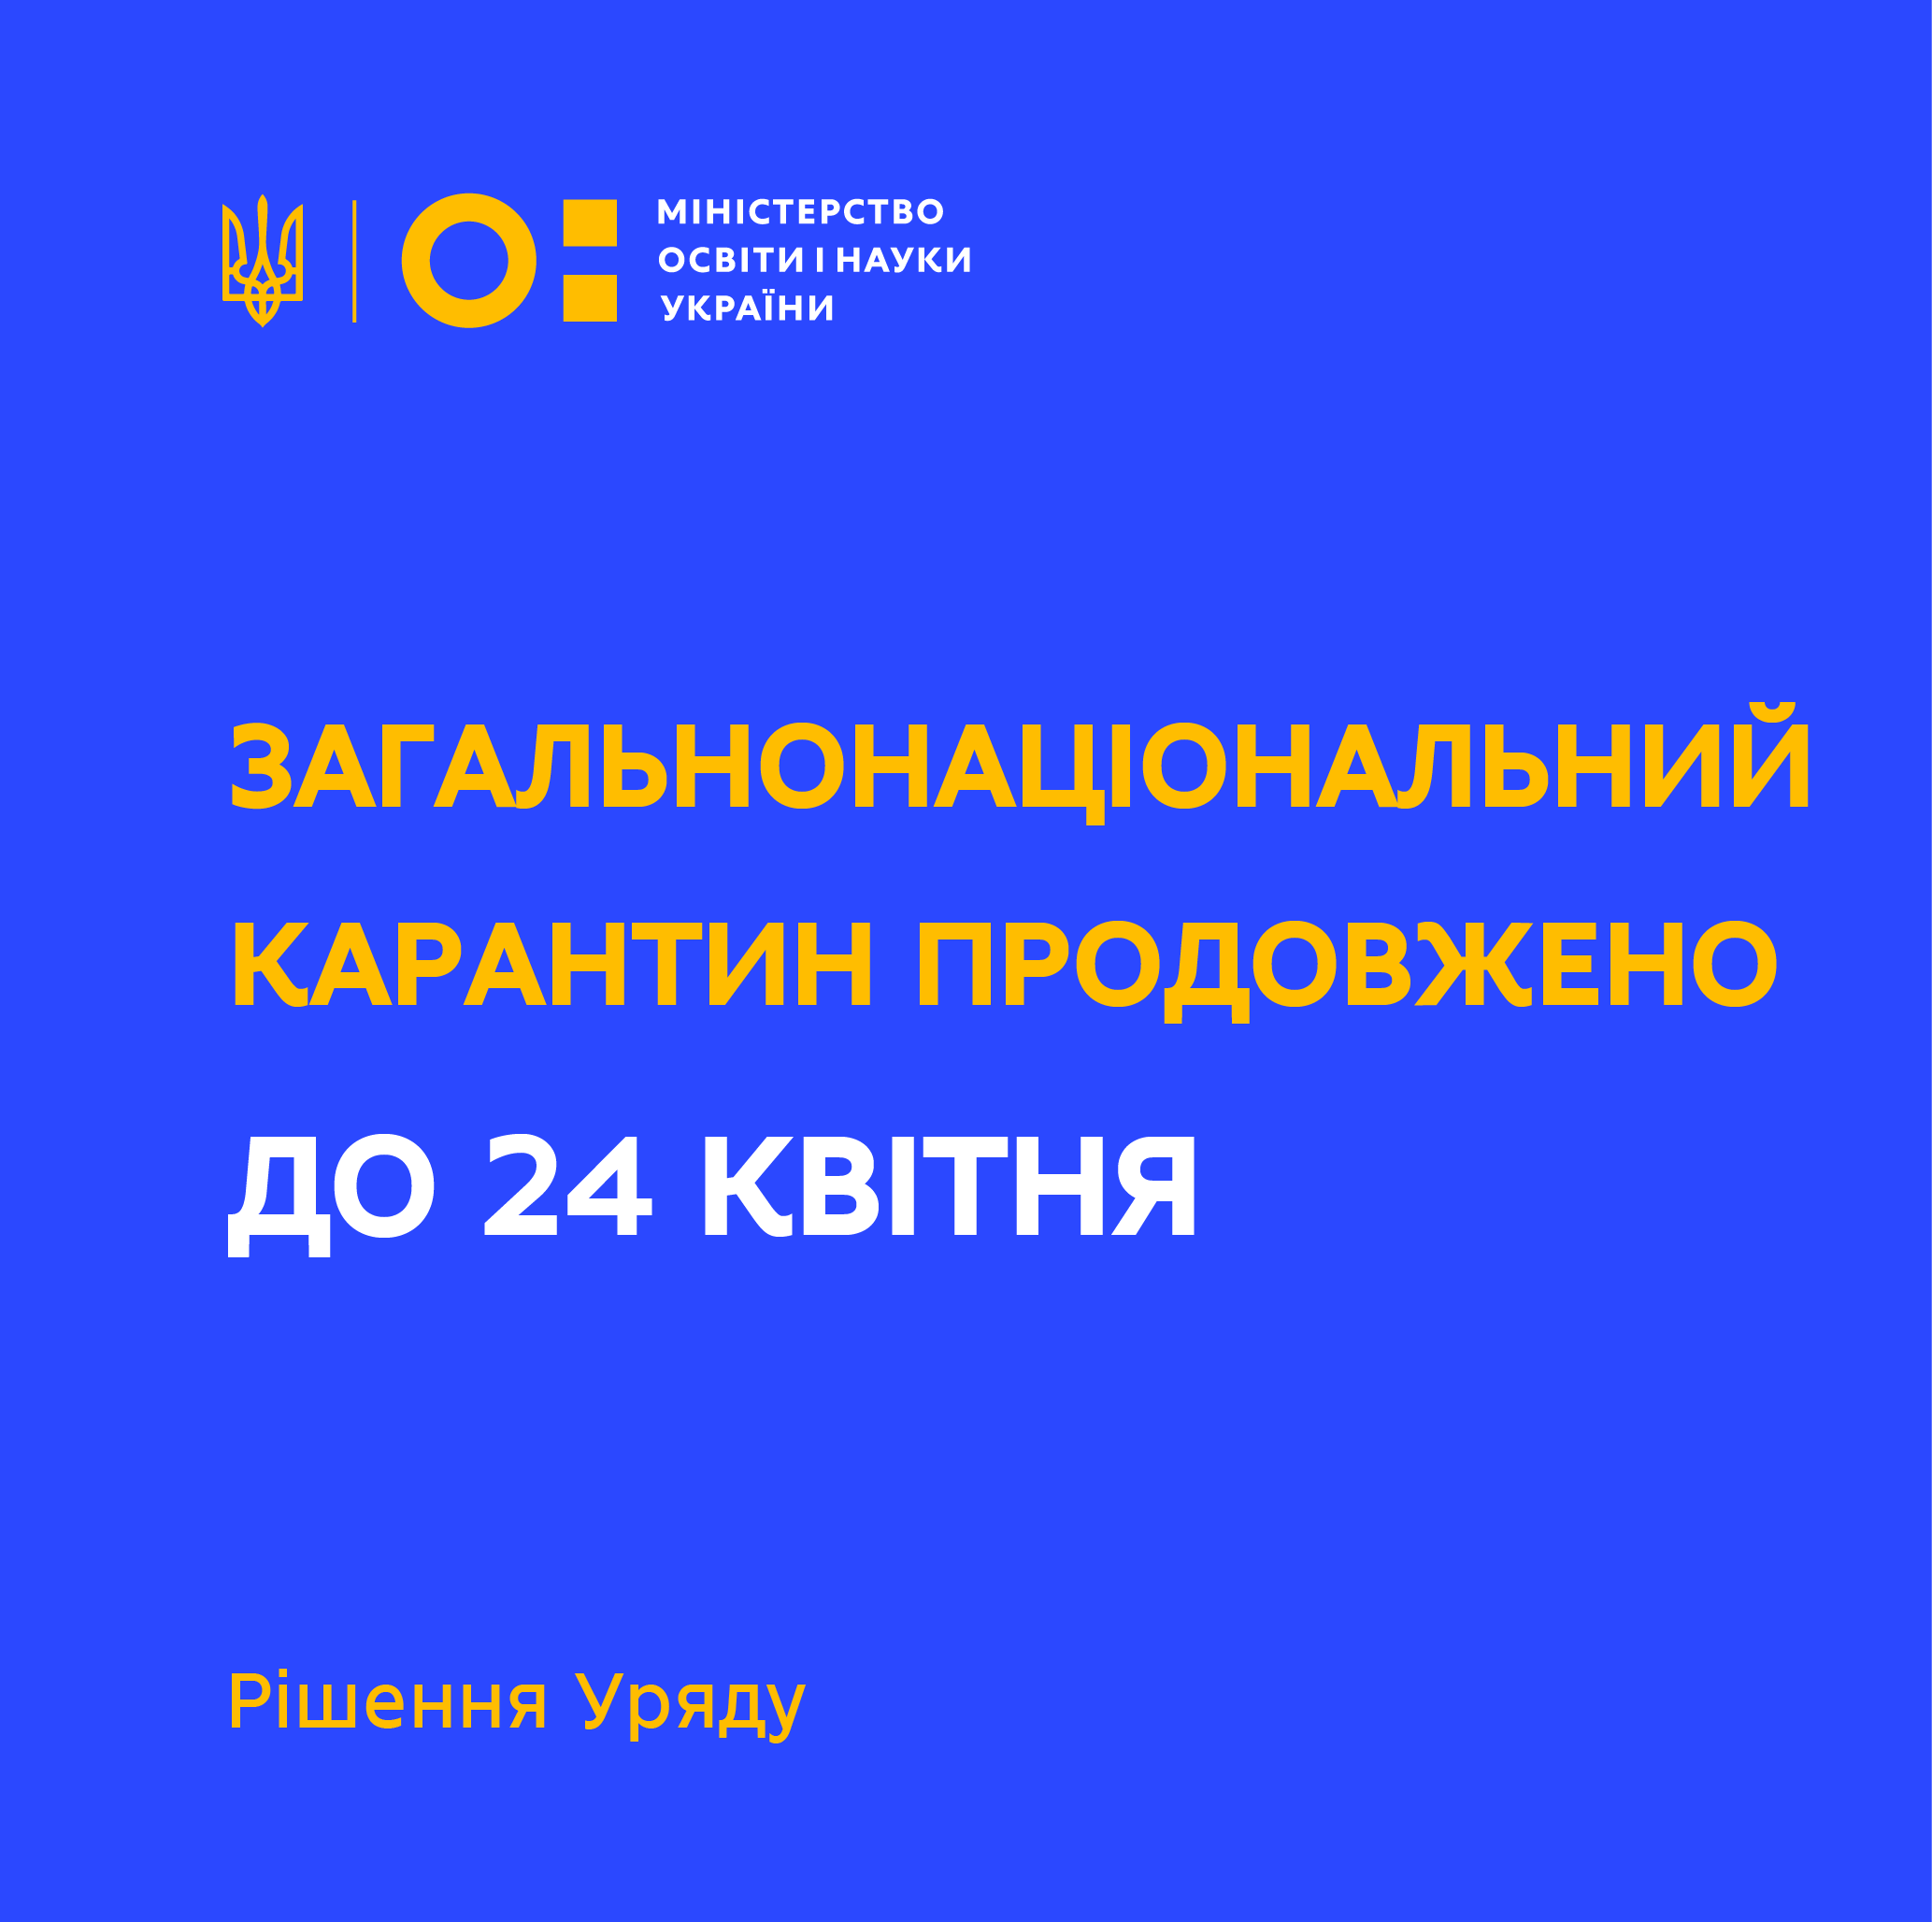 МІНІСТЕРСТВО
ОСВІТИ І НАУКИ
УКРАЇНИ
ЗАГАЛЬНОНАЦІОНАЛЬНИЙ
КАРАНТИН ПРОДОВЖЕНО
ДО 24 КВІТНЯ
Рішення Уряду